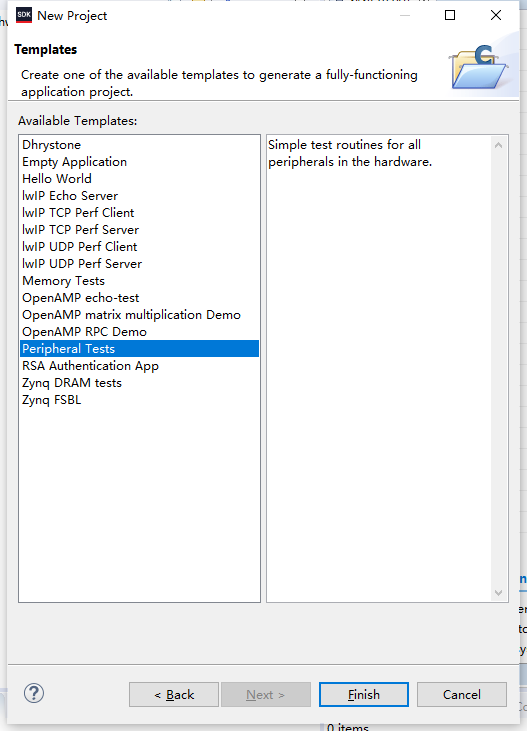 SDK New Project
Templates
Create one of the available templates to generate a fully-functioning
application project.
Available Templates:
Dhrystone
Empty Application
Hello World
lwIP Echo Server
lwIP TCP Perf Client
lwIP TCP Perf Server
lwIP UDP Perf Client
lwIP UDP Perf Server
Memory Tests
OpenAMP echo-test
OpenAMP matrix multiplication Demo
OpenAMP RPC Demo
Peripheral Tests
RSA Authentication App
Zynq DRAM tests
Zynq FSBL
Simple test routines for all
peripherals in the hardware.
< Back
Next >
Finish
Cancel
0 items